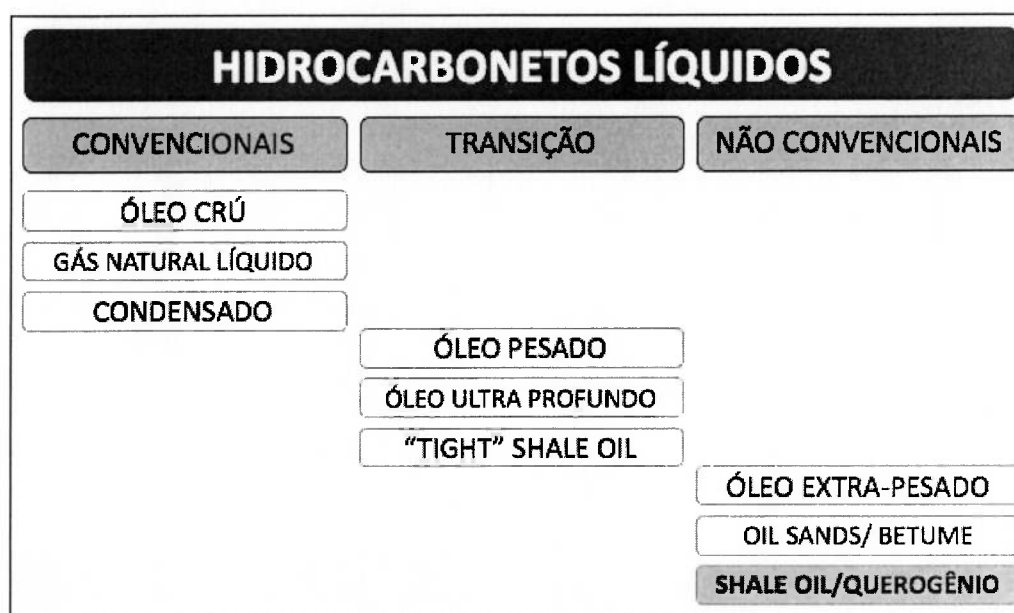 HIDROCARBONETOS LÍQUIDOS
CONVENCIONAIS
TRANSIÇÃO
NÃO CONVENCIONAIS
ÓLEO CRÚ
GÁS NATURAL LÍQUIDO
CONDENSADO
ÓLEO PESADO
ÓLEO ULTRA PROFUNDO
"TIGHT" SHALE OIL
ÓLEO EXTRA-PESADO
OIL SANDS/ BETUME
SHALE OIL/QUEROGÊNIO